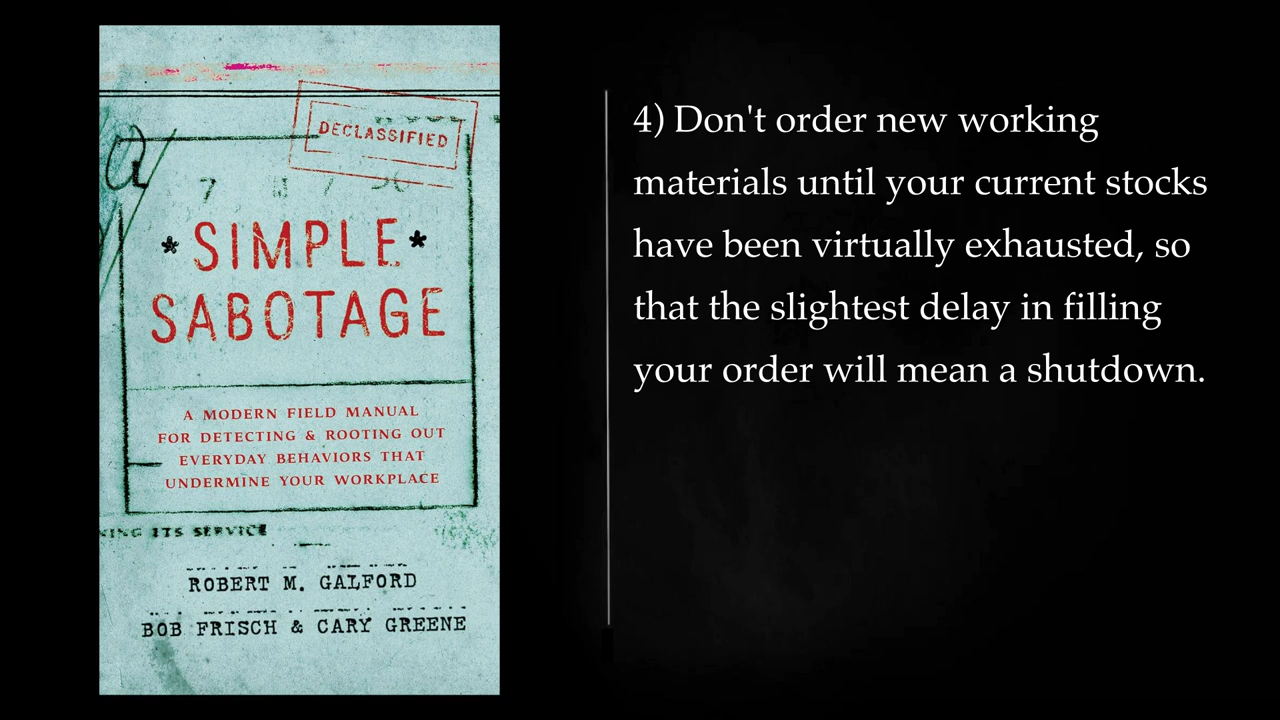 DECLASSIFIED
*SIMPLE*
SABOTAGE
A MODERN FIELD MANUAL
FOR DETECTING & ROOTING OUT
EVERYDAY BEHAVIORS THAT
UNDERMINE YOUR WORKPLACE
ITS SERVICE
ROBERT M. GALFORD
BOB FRISCH & CARY GREENE
4) Don't order new working
materials until your current stocks
have been virtually exhausted, so
that the slightest delay in filling
your order will mean a shutdown.